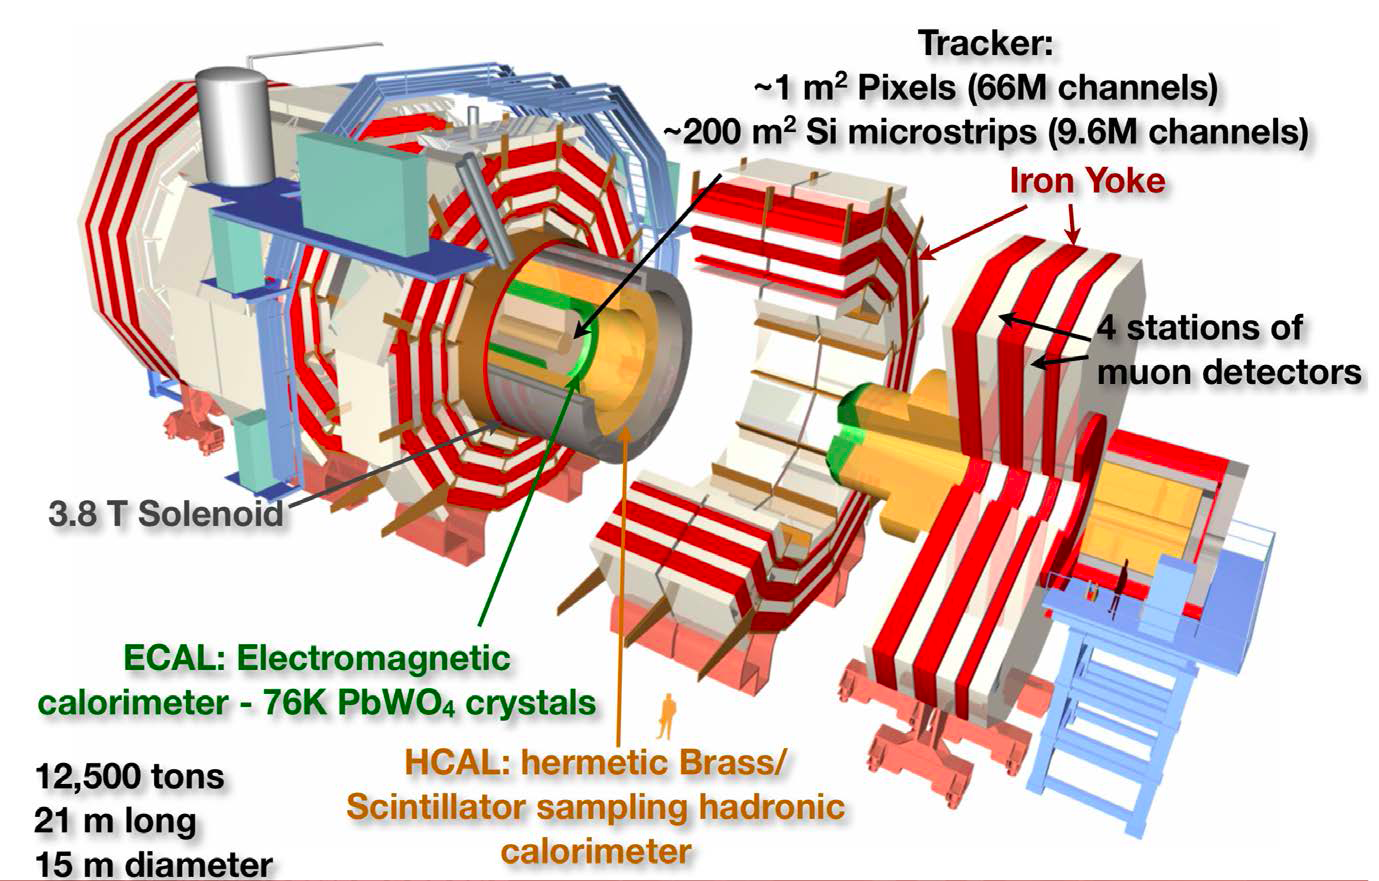 Tracker:
~1 m² Pixels (66M channels)
~200 m² Si microstrips (9.6M channels)
Iron Yoke
4 stations of
muon detectors
3.8 T Solenoid
ECAL: Electromagnetic
calorimeter - 76K PbWO₄ crystals
HCAL: hermetic Brass/
Scintillator sampling hadronic
calorimeter
12,500 tons
21 m long
15 m diameter